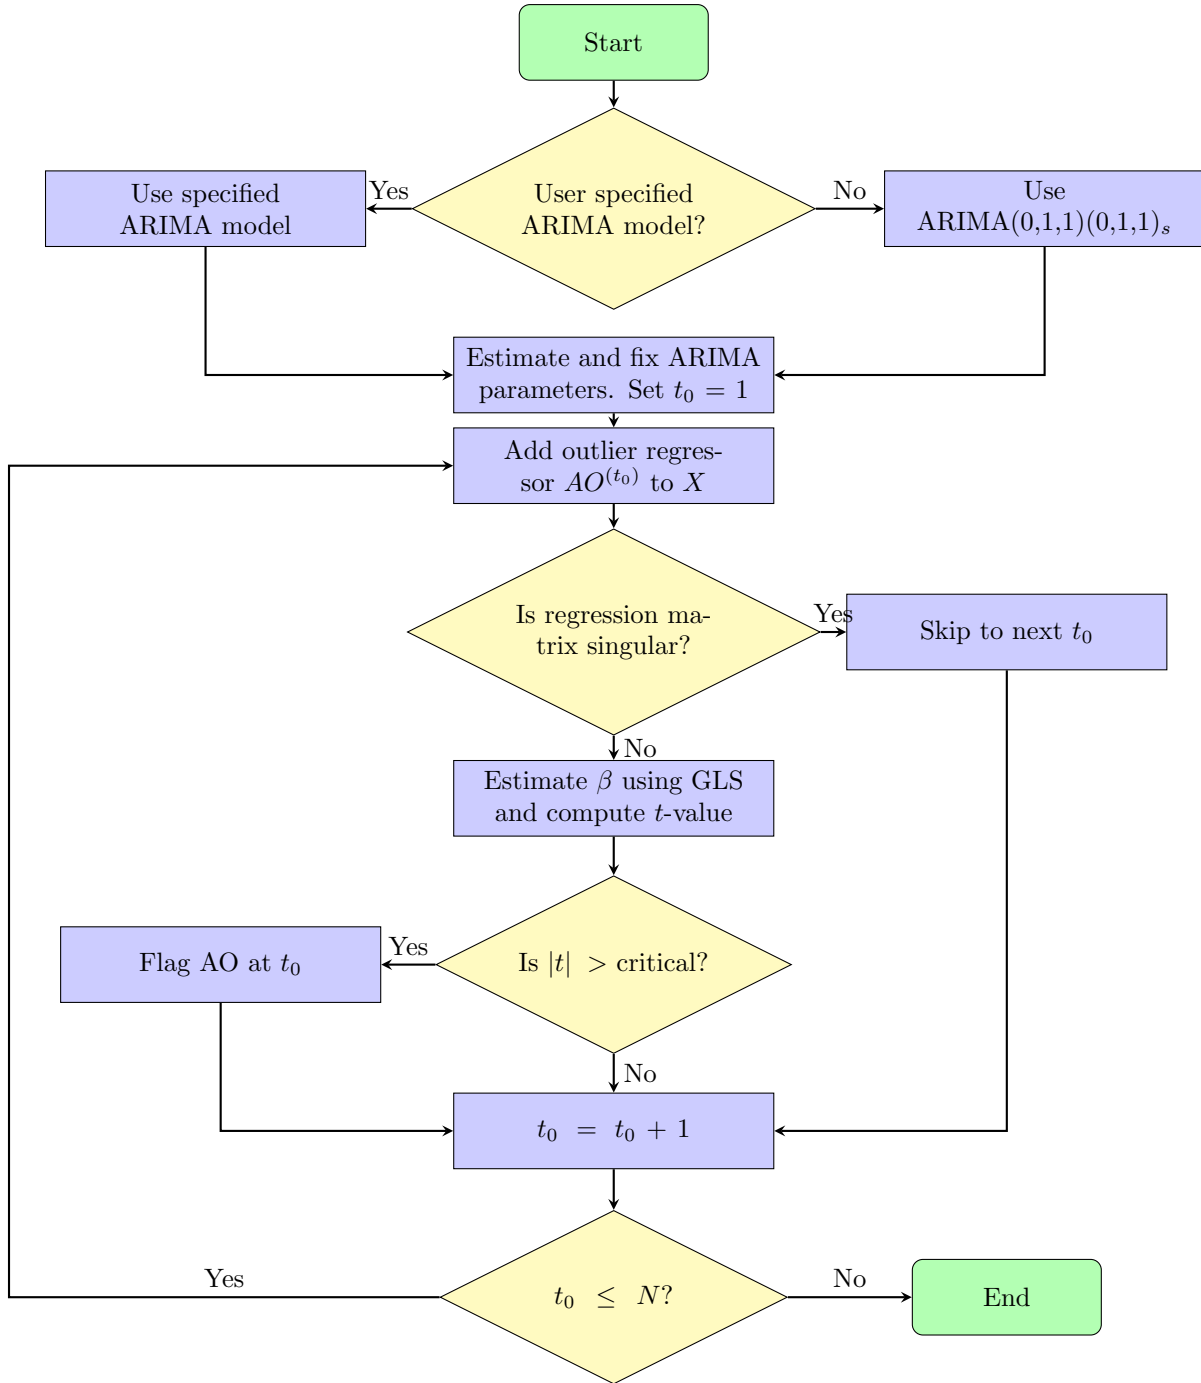 Start
User specified
ARIMA model?
Yes
No
Use specified
ARIMA model
Use
ARIMA(0,1,1)(0,1,1)ₛ
Estimate and fix ARIMA
parameters. Set t₀ = 1
Add outlier regres-
sor AO⁽ᵗ₀⁾ to X
Is regression ma-
trix singular?
Yes
Skip to next t₀
No
Estimate β using GLS
and compute t-value
Is |t| > critical?
Yes
Flag AO at t₀
No
t₀ = t₀ + 1
t₀ ≤ N?
Yes
No
End